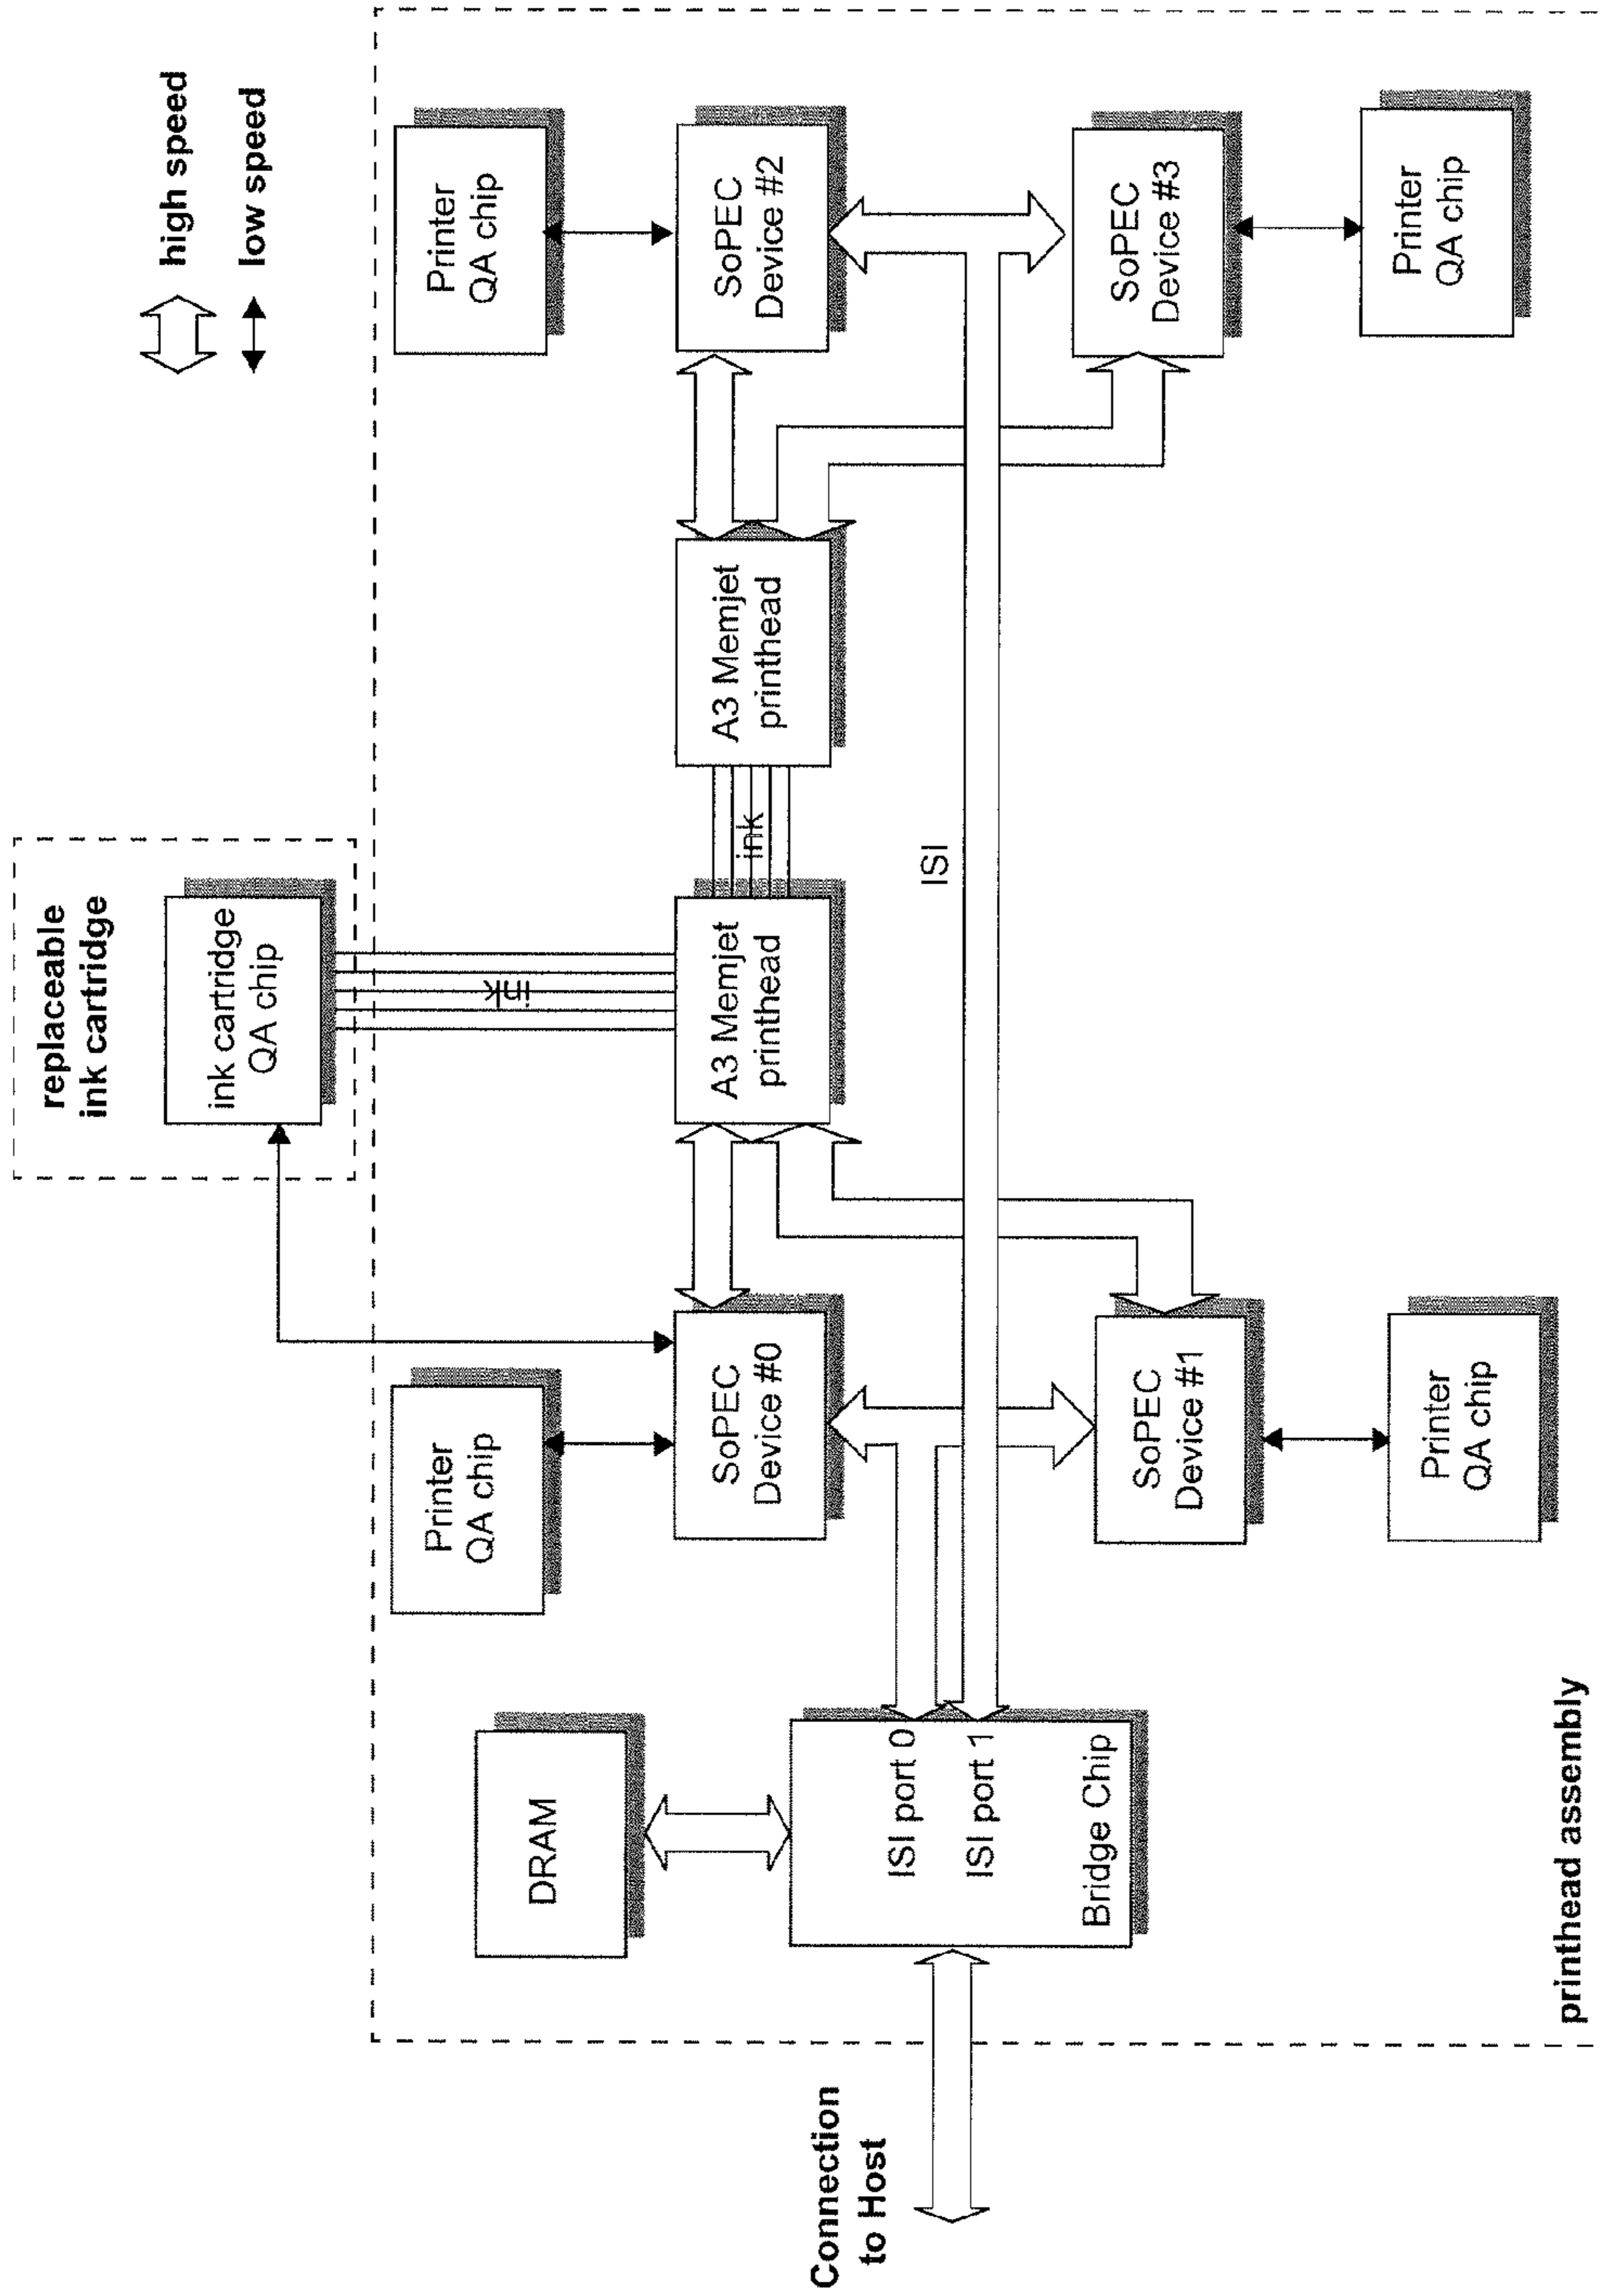 high speed
low speed
replaceable
ink cartridge
ink cartridge
QA chip
ink
Printer
QA chip
Printer
QA chip
DRAM
SoPEC
Device #0
A3 Memjet
printhead
ink
A3 Memjet
printhead
SoPEC
Device #2
Connection
to Host
ISI port 0
ISI port 1
Bridge Chip
ISI
SoPEC
Device #1
SoPEC
Device #3
Printer
QA chip
Printer
QA chip
printhead assembly